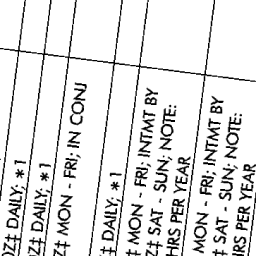 DAILY; *1
DAILY; *1
MON - FRI; IN CONJ
DAILY; *1
MON - FRI; INTMT BY
SAT - SUN; NOTE:
HRS PER YEAR
MON - FRI; INTMT BY
SAT - SUN; NOTE:
HRS PER YEAR